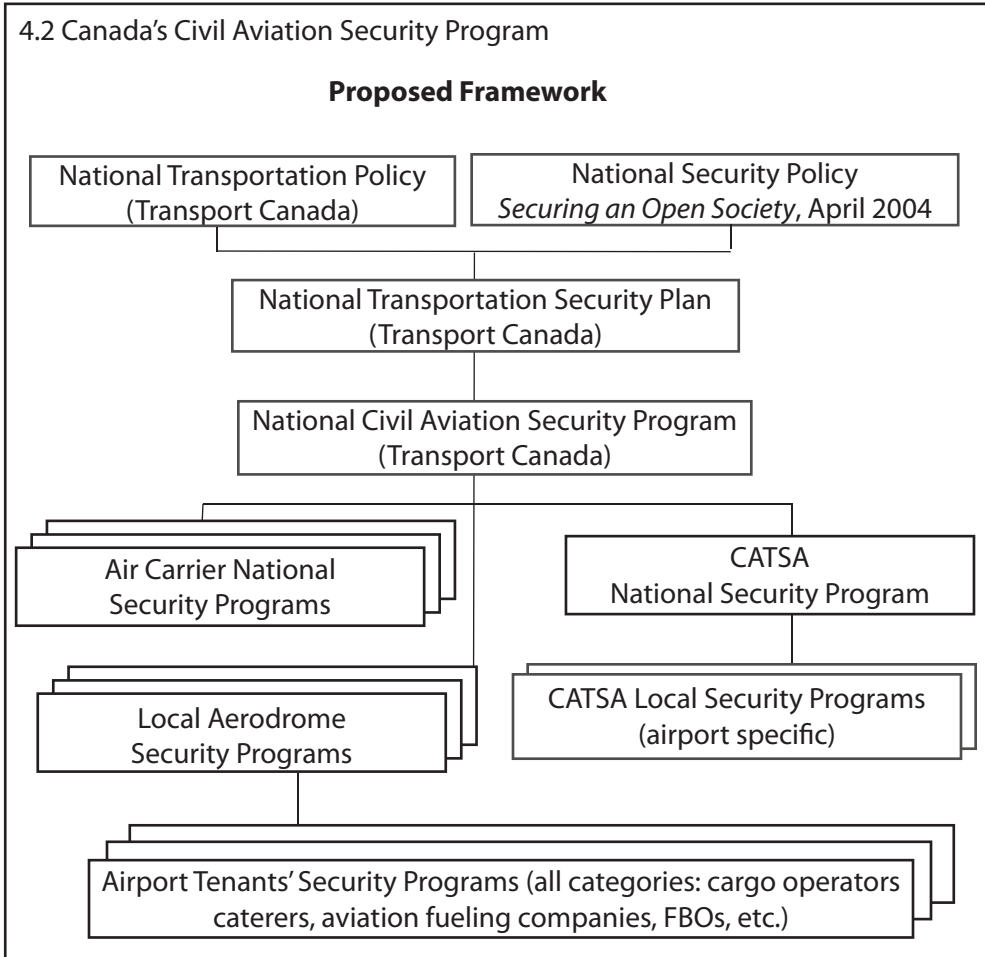 4.2 Canada’s Civil Aviation Security Program
Proposed Framework
National Transportation Policy
(Transport Canada)
National Security Policy
Securing an Open Society, April 2004
National Transportation Security Plan
(Transport Canada)
National Civil Aviation Security Program
(Transport Canada)
Air Carrier National
Security Programs
CATSA
National Security Program
Local Aerodrome
Security Programs
CATSA Local Security Programs
(airport specific)
Airport Tenants’ Security Programs (all categories: cargo operators
caterers, aviation fueling companies, FBOs, etc.)